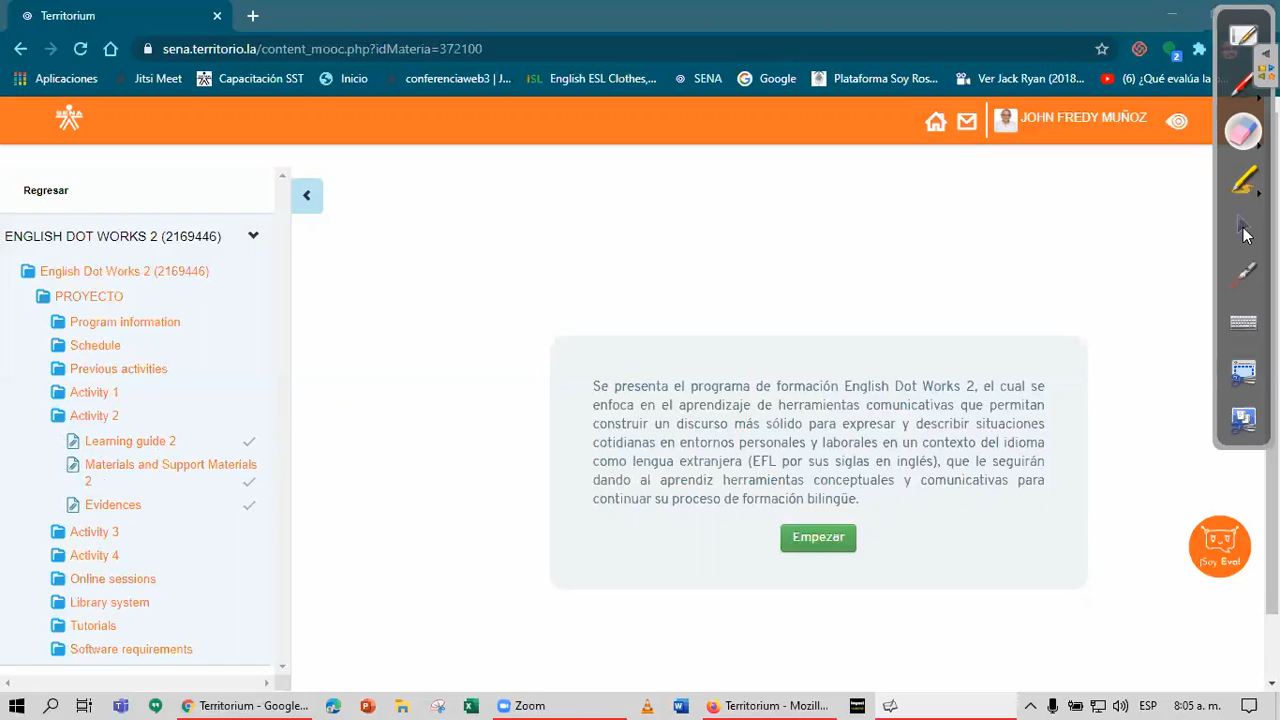 Territorium
sena.territorio.la/content_mooc.php?idMateria=372100
2
Aplicaciones
Jitsi Meet
Capacitación SST
Inicio
conferenciaweb3 | J...
English ESL Clothes,...
SENA
Google
Plataforma Soy Ros...
Ver Jack Ryan (2018...
(6) ¿Qué evalúa la
SENA
JOHN FREDY MUÑOZ
Regresar
ENGLISH DOT WORKS 2 (2169446)
English Dot Works 2 (2169446)
PROYECTO
Program information
Schedule
Previous activities
Activity 1
Activity 2
Learning guide 2
Materials and Support Materials
2
Evidences
Activity 3
Activity 4
Online sessions
Library system
Tutorials
Software requirements
Se presenta el programa de formación English Dot Works 2, el cual se
enfoca en el aprendizaje de herramientas comunicativas que permitan
construir un discurso más sólido para expresar y describir situaciones
cotidianas en entornos personales y laborales en un contexto del idioma
como lengua extranjera (EFL por sus siglas en inglés), que le seguirán
dando al aprendiz herramientas conceptuales y comunicativas para
continuar su proceso de formación bilingüe.
Empezar
¡Soy Eva!
Territorium - Google...
Zoom
Territorium - Mozill...
ESP
8:05 a. m.